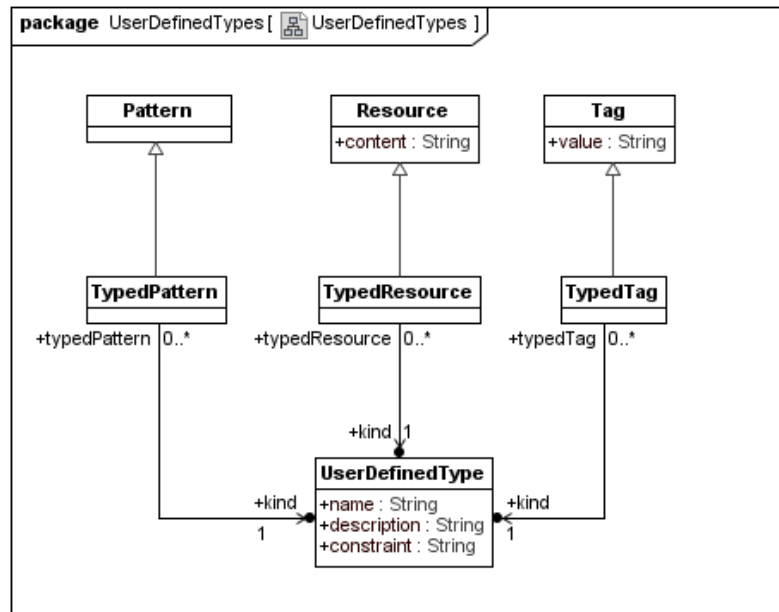 package UserDefinedTypes [ UserDefinedTypes ]
Pattern
Resource
+content : String
Tag
+value : String
TypedPattern
TypedResource
TypedTag
+typedPattern 0..*
+typedResource 0..*
+typedTag 0..*
+kind 1
UserDefinedType
+name : String
+description : String
+constraint : String
+kind
1
+kind
1